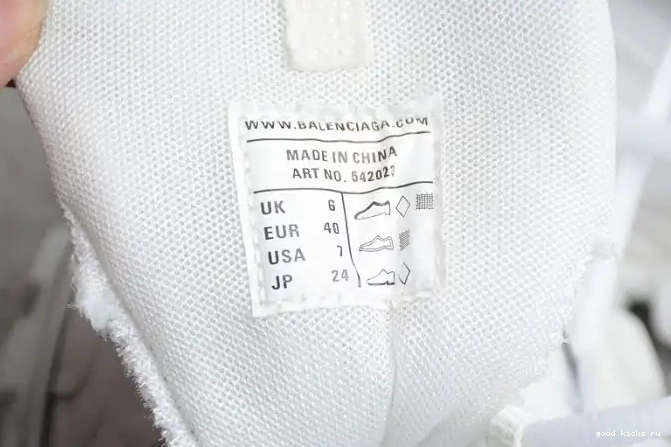 WWW.BALENCIAGA.COM
MADE IN CHINA
ART NO. 542023
UK 6
EUR 40
USA 7
JP 24
good kicks ru